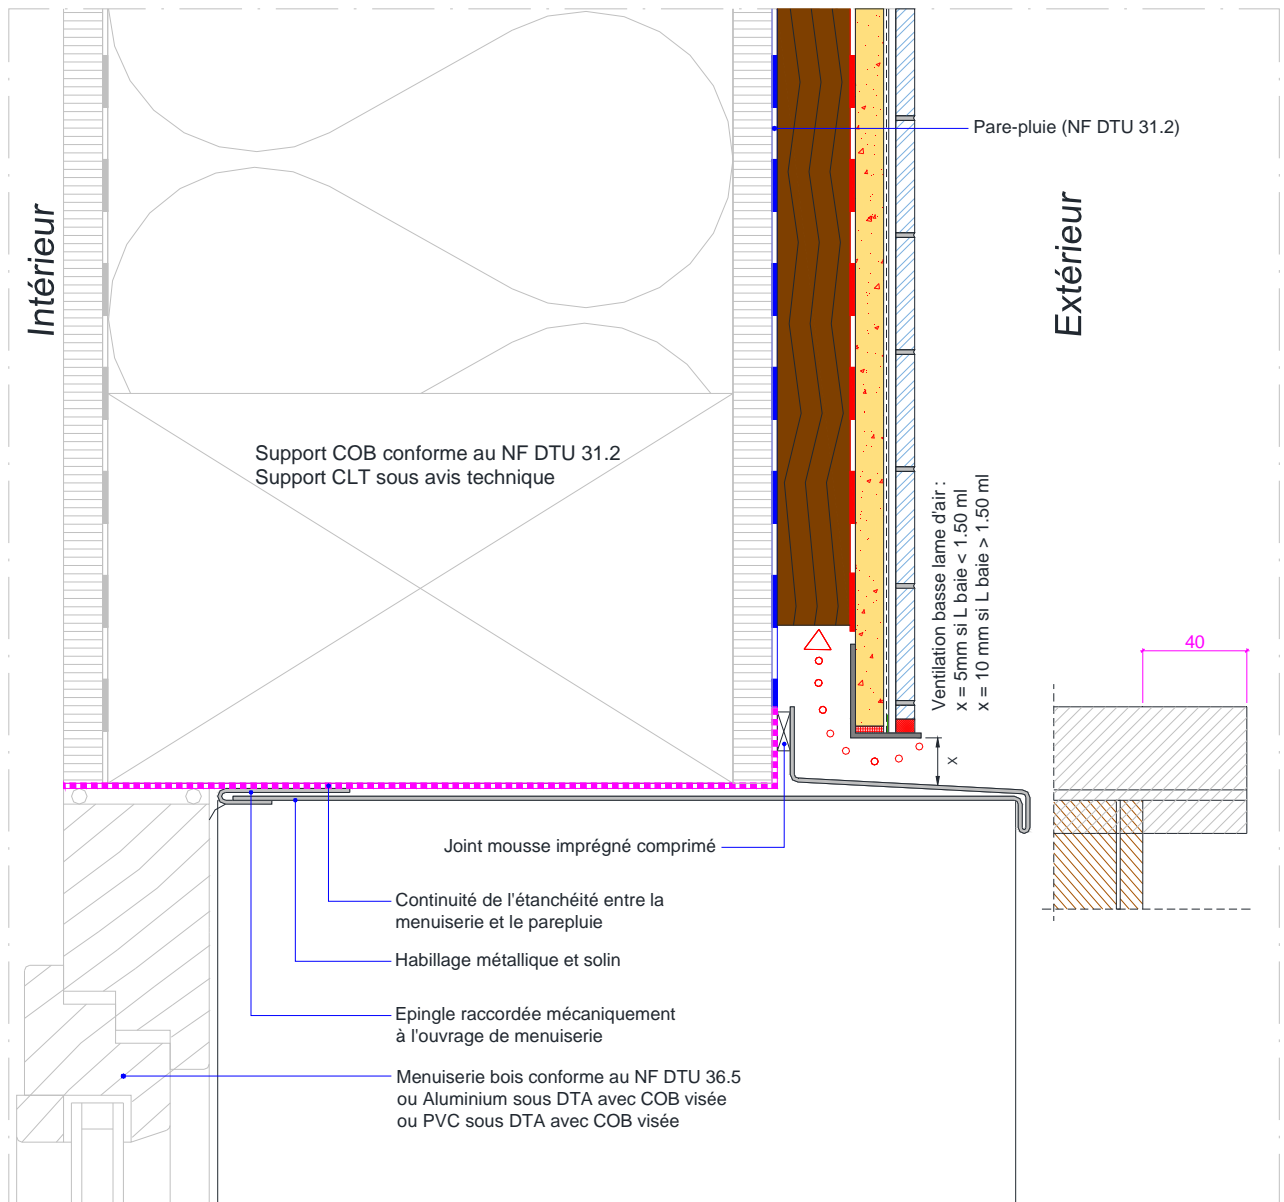 Pare-pluie (NF DTU 31.2)
Intérieur
Extérieur
Support COB conforme au NF DTU 31.2
Support CLT sous avis technique
Ventilation basse lame d'air :
x = 5mm si L baie < 1.50 ml
x = 10 mm si L baie > 1.50 ml
40
x
Joint mousse imprégné comprimé
Continuité de l'étanchéité entre la
menuiserie et le parepluie
Habillage métallique et solin
Epingle raccordée mécaniquement
à l'ouvrage de menuiserie
Menuiserie bois conforme au NF DTU 36.5
ou Aluminium sous DTA avec COB visée
ou PVC sous DTA avec COB visée